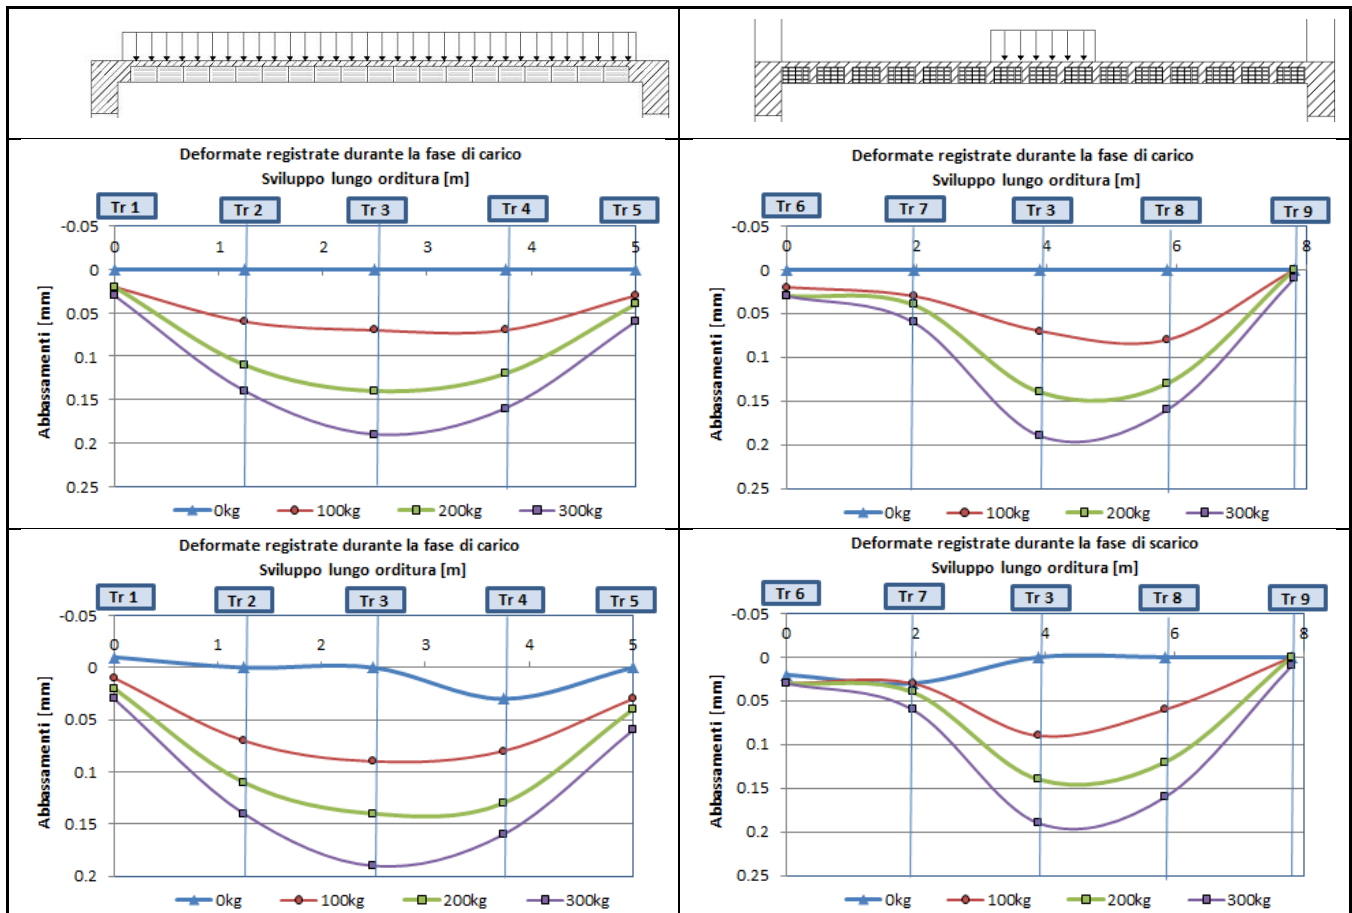 Deformate registrate durante la fase di carico
Sviluppo lungo orditura [m]
Tr 1 Tr 2 Tr 3 Tr 4 Tr 5
-0.05
0 1 2 3 4 5
0
0.05
0.1
0.15
0.2
0.25
Abbassamenti [mm]
0kg 100kg 200kg 300kg
Deformate registrate durante la fase di carico
Sviluppo lungo orditura [m]
Tr 6 Tr 7 Tr 3 Tr 8 Tr 9
-0.05
0 2 4 6 8
0
0.05
0.1
0.15
0.2
0.25
Abbassamenti [mm]
0kg 100kg 200kg 300kg
Deformate registrate durante la fase di carico
Sviluppo lungo orditura [m]
Tr 1 Tr 2 Tr 3 Tr 4 Tr 5
-0.05
0 1 2 3 4 5
0
0.05
0.1
0.15
0.2
Abbassamenti [mm]
0kg 100kg 200kg 300kg
Deformate registrate durante la fase di scarico
Sviluppo lungo orditura [m]
Tr 6 Tr 7 Tr 3 Tr 8 Tr 9
-0.05
0 2 4 6 8
0
0.05
0.1
0.15
0.2
0.25
Abbassamenti [mm]
0kg 100kg 200kg 300kg